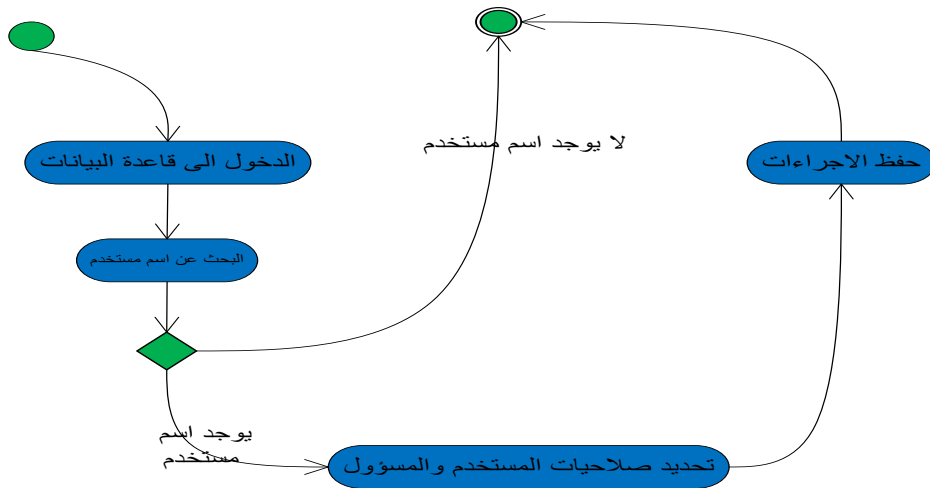 الدخول الى قاعدة البيانات
البحث عن اسم مستخدم
لا يوجد اسم مستخدم
يوجد اسم
مستخدم
تحديد صلاحيات المستخدم والمسؤول
حفظ الاجراءات